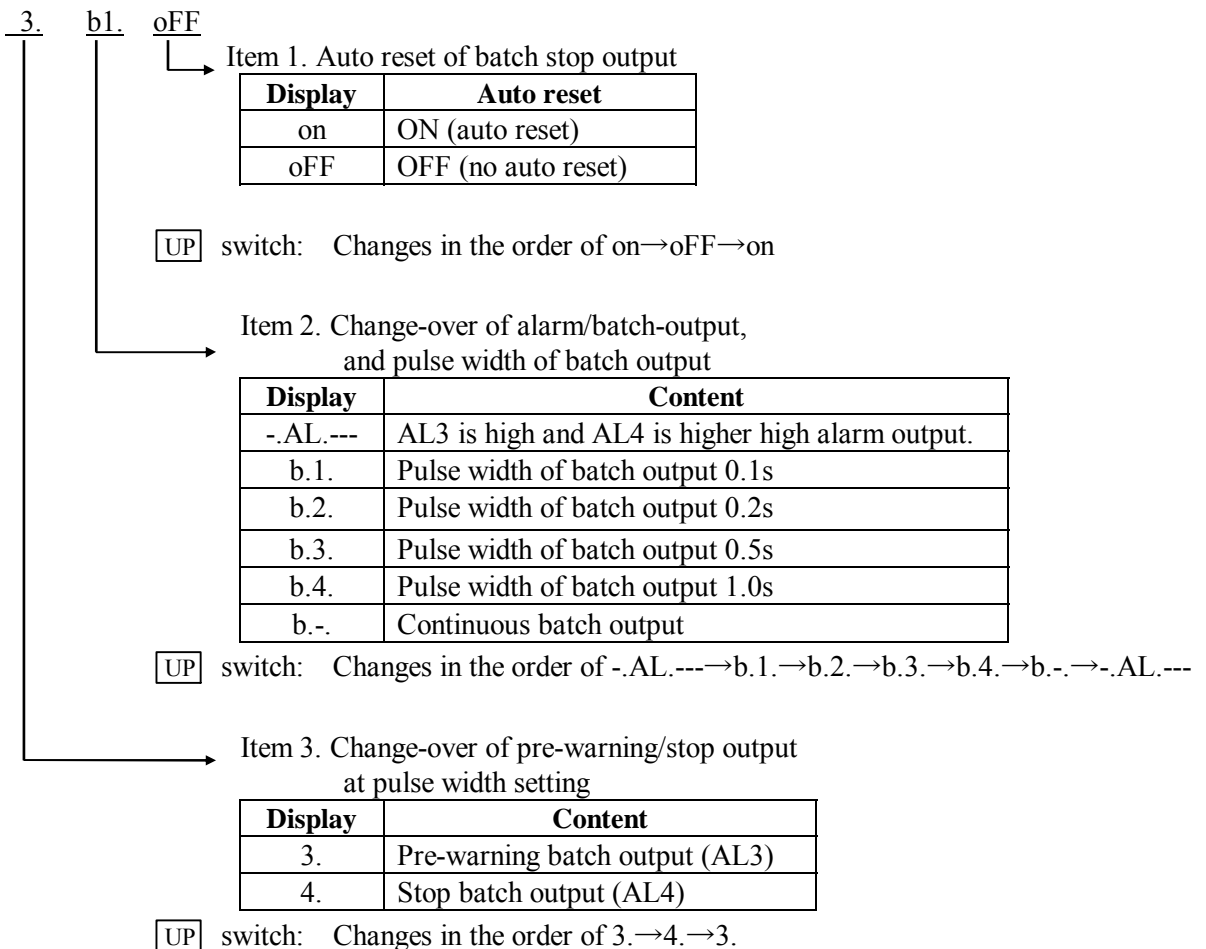 3. b1. oFF
Item 1. Auto reset of batch stop output
Display Auto reset
on ON (auto reset)
oFF OFF (no auto reset)
UP switch: Changes in the order of on→oFF→on
Item 2. Change-over of alarm/batch-output,
and pulse width of batch output
Display Content
-.AL.--- AL3 is high and AL4 is higher high alarm output.
b.1. Pulse width of batch output 0.1s
b.2. Pulse width of batch output 0.2s
b.3. Pulse width of batch output 0.5s
b.4. Pulse width of batch output 1.0s
b.-. Continuous batch output
UP switch: Changes in the order of -.AL.---→b.1.→b.2.→b.3.→b.4.→b.-.→-.AL.---
Item 3. Change-over of pre-warning/stop output
at pulse width setting
Display Content
3. Pre-warning batch output (AL3)
4. Stop batch output (AL4)
UP switch: Changes in the order of 3.→4.→3.